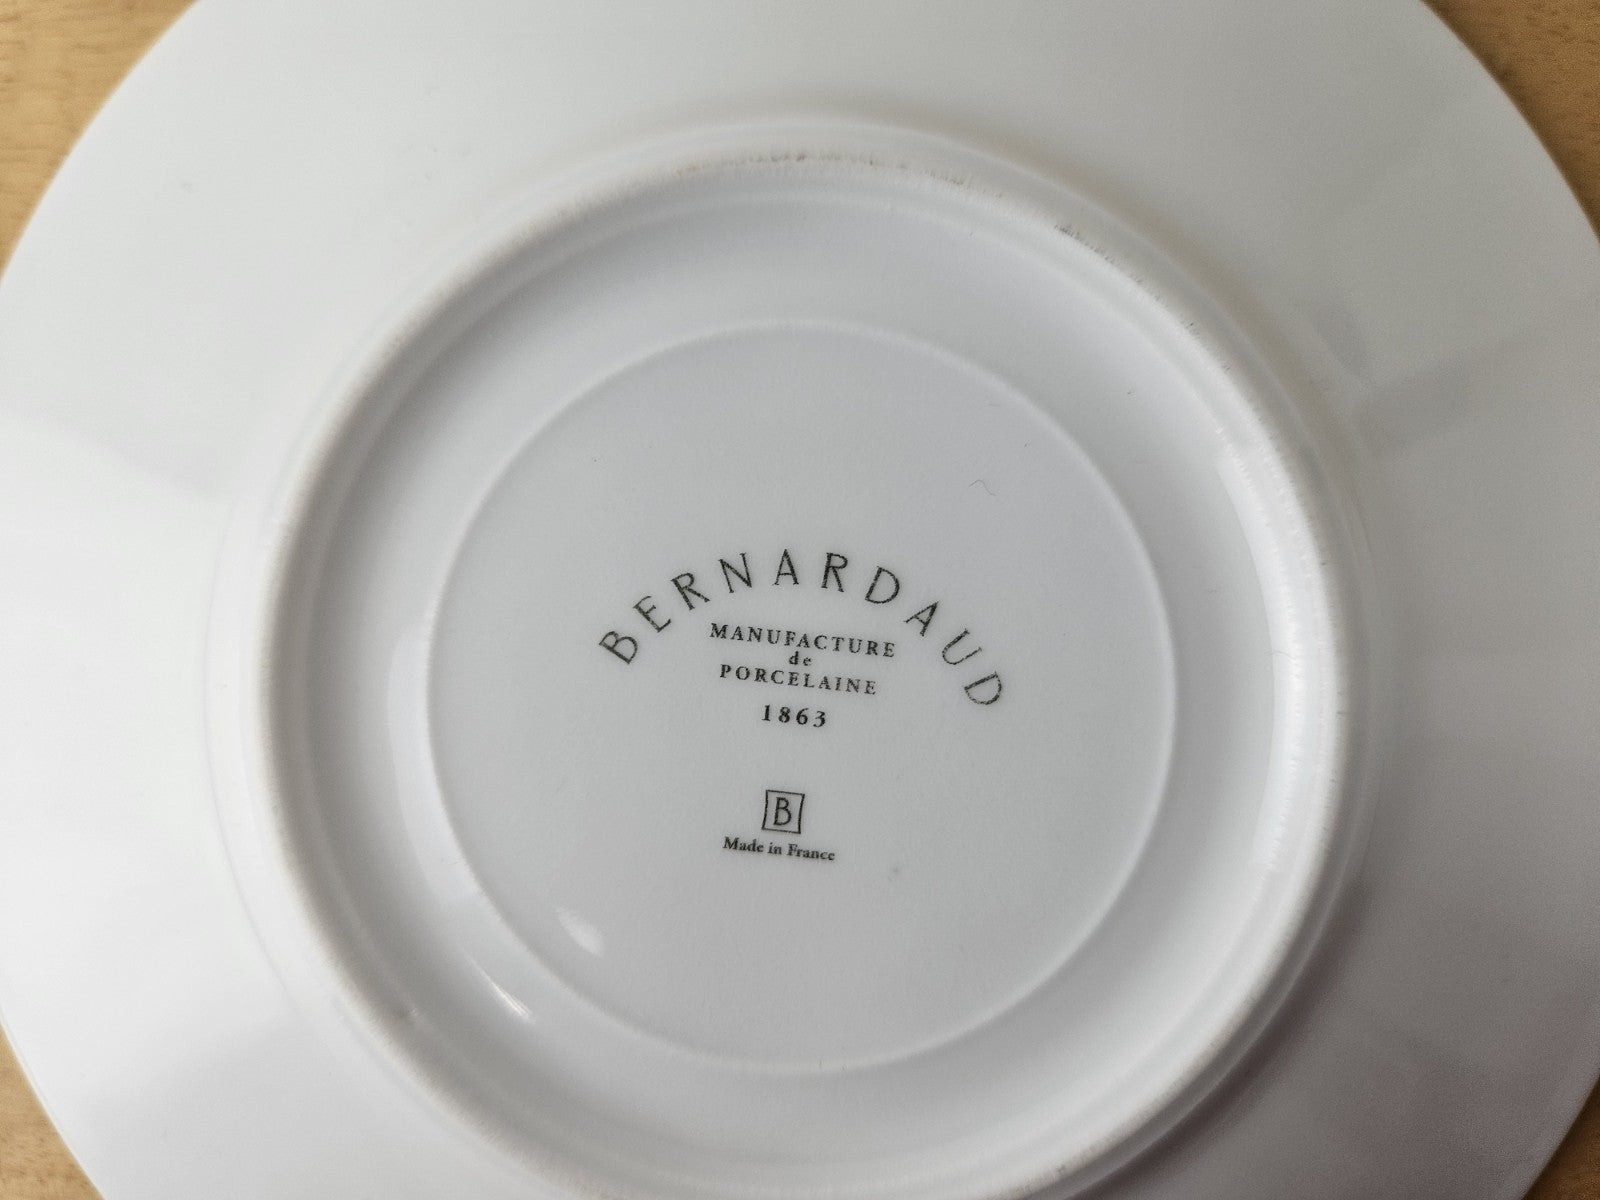 BERNARDAUD
MANUFACTURE
de
PORCELAINE
1863
B
Made in France